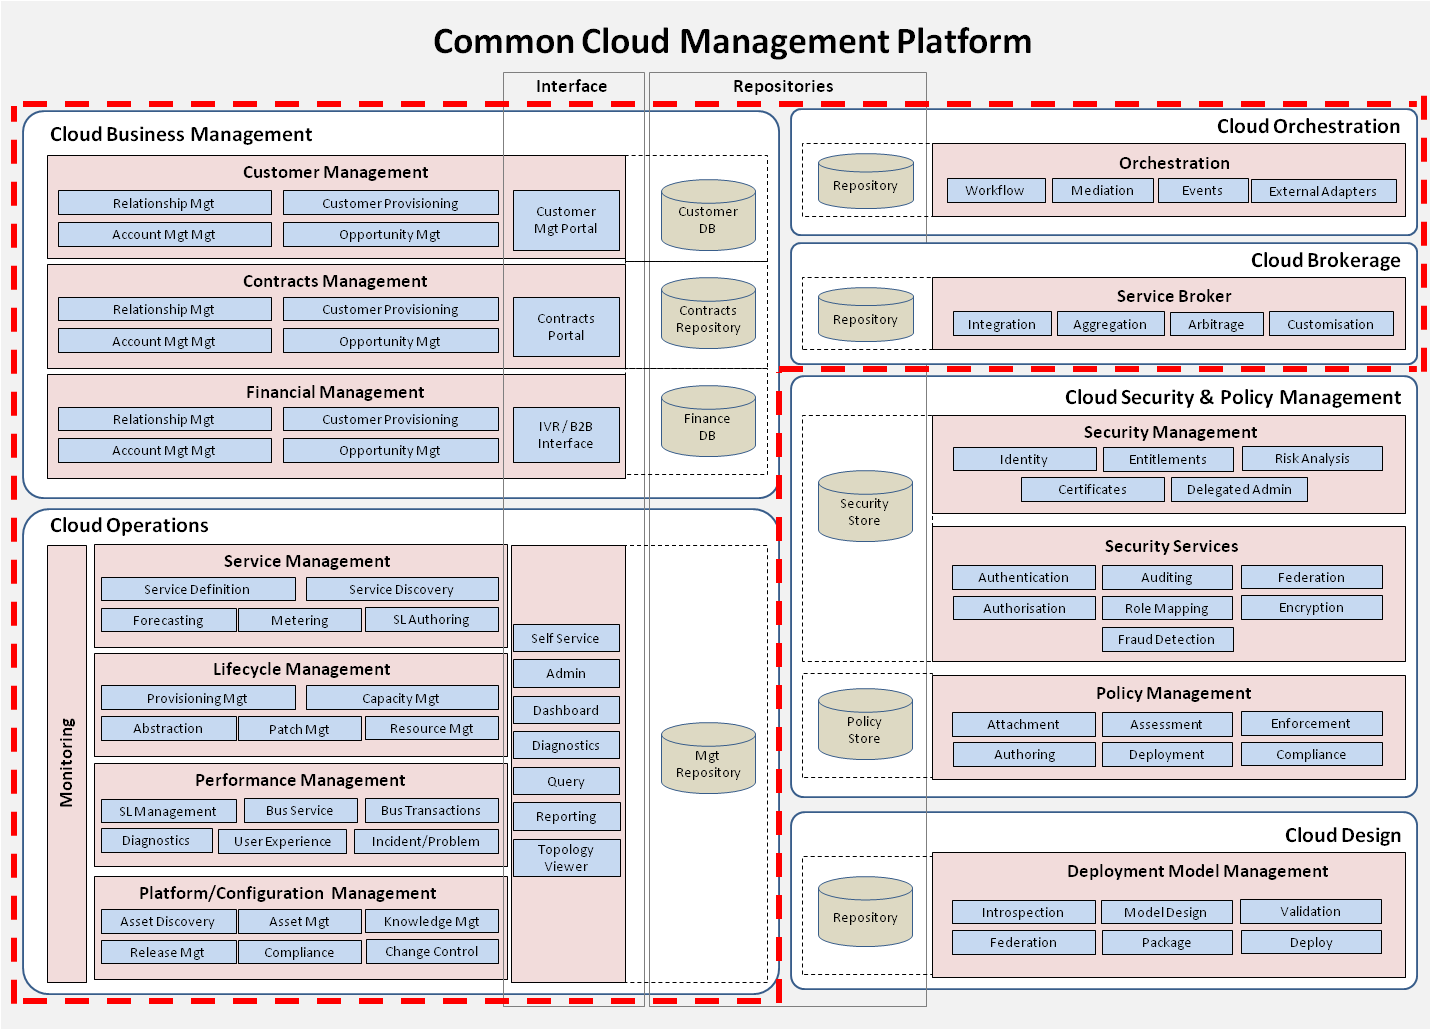 Common Cloud Management Platform
Interface
Repositories
Cloud Business Management
Customer Management
Relationship Mgt
Customer Provisioning
Account Mgt Mgt
Opportunity Mgt
Customer
Mgt Portal
Customer
DB
Contracts Management
Relationship Mgt
Customer Provisioning
Account Mgt Mgt
Opportunity Mgt
Contracts
Portal
Contracts
Repository
Financial Management
Relationship Mgt
Customer Provisioning
Account Mgt Mgt
Opportunity Mgt
IVR / B2B
Interface
Finance
DB
Cloud Operations
Monitoring
Service Management
Service Definition
Service Discovery
Forecasting
Metering
SL Authoring
Lifecycle Management
Provisioning Mgt
Capacity Mgt
Abstraction
Patch Mgt
Resource Mgt
Performance Management
SL Management
Bus Service
Bus Transactions
Diagnostics
User Experience
Incident/Problem
Platform/Configuration Management
Asset Discovery
Asset Mgt
Knowledge Mgt
Release Mgt
Compliance
Change Control
Self Service
Admin
Dashboard
Diagnostics
Query
Reporting
Topology
Viewer
Mgt
Repository
Cloud Orchestration
Repository
Orchestration
Workflow
Mediation
Events
External Adapters
Cloud Brokerage
Repository
Service Broker
Integration
Aggregation
Arbitrage
Customisation
Cloud Security & Policy Management
Security
Store
Security Management
Identity
Entitlements
Risk Analysis
Certificates
Delegated Admin
Security Services
Authentication
Auditing
Federation
Authorisation
Role Mapping
Encryption
Fraud Detection
Policy
Store
Policy Management
Attachment
Assessment
Enforcement
Authoring
Deployment
Compliance
Cloud Design
Repository
Deployment Model Management
Introspection
Model Design
Validation
Federation
Package
Deploy